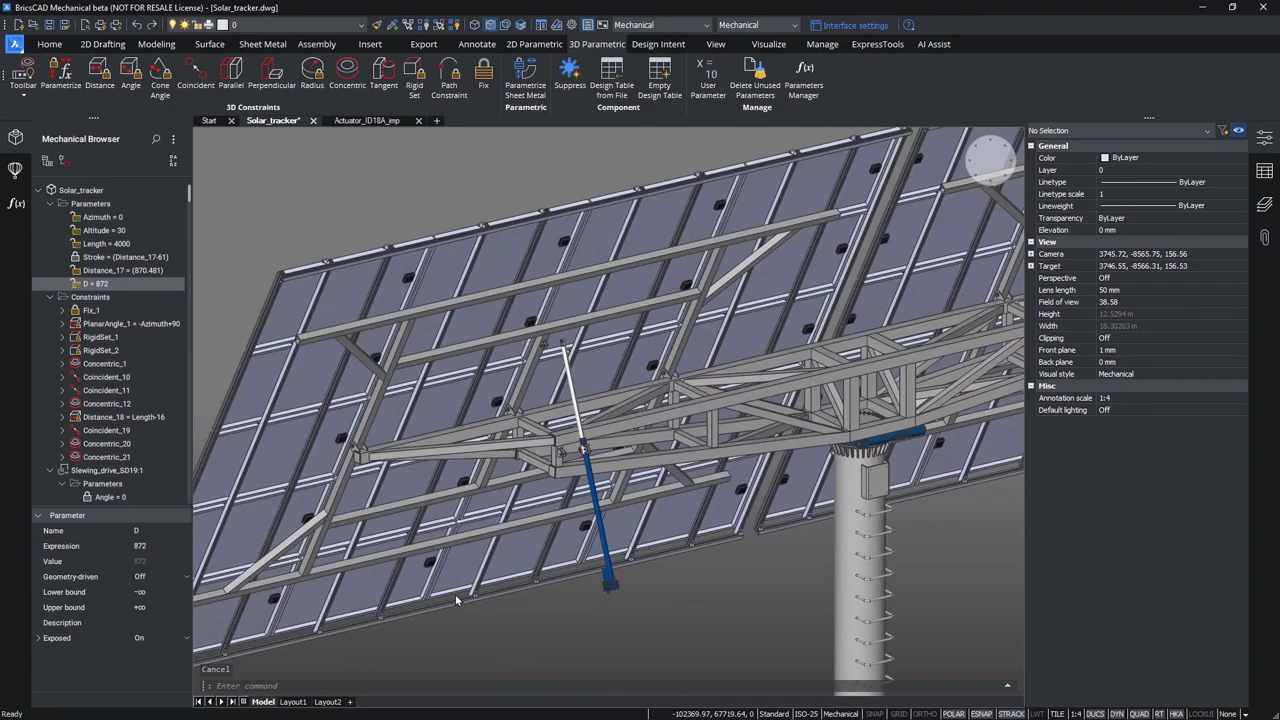 BricsCAD Mechanical beta (NOT FOR RESALE License) - [Solar_tracker.dwg]
0
Mechanical
Mechanical
Interface settings
Home
2D Drafting
Modeling
Surface
Sheet Metal
Assembly
Insert
Export
Annotate
2D Parametric
3D Parametric
Design Intent
View
Visualize
Manage
ExpressTools
AI Assist
Toolbar
Parametrize
Distance
Angle
Cone
Angle
Coincident
Parallel
Perpendicular
Radius
Concentric
Tangent
Rigid
Set
Path
Constraint
Fix
3D Constraints
Parametrize
Sheet Metal
Parametric
Suppress
Design Table
from File
Empty
Design Table
Component
X =
10
User
Parameter
Delete Unused
Parameters
f(x)
Parameters
Manager
Manage
Start
Solar_tracker*
Actuator_ID18A_imp
Mechanical Browser
Solar_tracker
Parameters
Azimuth = 0
Altitude = 30
Length = 4000
Stroke = (Distance_17-61)
Distance_17 = (870.481)
D = 872
Constraints
Fix_1
PlanarAngle_1 = -Azimuth+90
RigidSet_1
RigidSet_2
Concentric_1
Coincident_10
Coincident_11
Concentric_12
Distance_18 = Length-16
Coincident_19
Concentric_20
Concentric_21
Slewing_drive_SD19:1
Parameters
Angle = 0
Parameter
Name D
Expression 872
Value 872
Geometry-driven Off
Lower bound -∞
Upper bound +∞
Description
Exposed On
Cancel
: Enter command
Model
Layout1
Layout2
No Selection
General
Color ByLayer
Layer 0
Linetype ByLayer
Linetype scale 1
Lineweight ByLayer
Transparency ByLayer
Elevation 0 mm
View
Camera 3745.72, -8565.75, 156.56
Target 3746.55, -8566.31, 156.53
Perspective Off
Lens length 50 mm
Field of view 38.58
Height 12.5294 m
Width 18.30203 m
Clipping Off
Front plane 1 mm
Back plane 0 mm
Visual style Mechanical
Misc
Annotation scale 1:4
Default lighting Off
Ready
-102369.97, 67719.64, 0 Standard ISO-25 Mechanical SNAP GRID ORTHO POLAR ESNAP STRACK LWT TILE 1:4 DUCS DYN QUAD RT HKA LOCKUI None